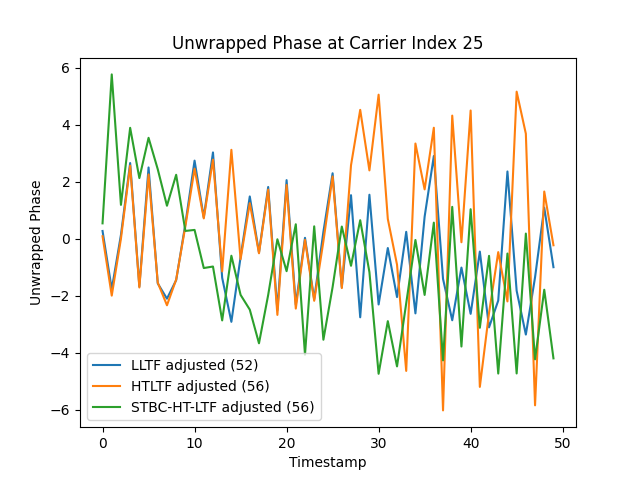 Unwrapped Phase at Carrier Index 25
Unwrapped Phase
6
4
2
0
−2
−4
−6
LLTF adjusted (52)
HTLTF adjusted (56)
STBC-HT-LTF adjusted (56)
0 10 20 30 40 50
Timestamp